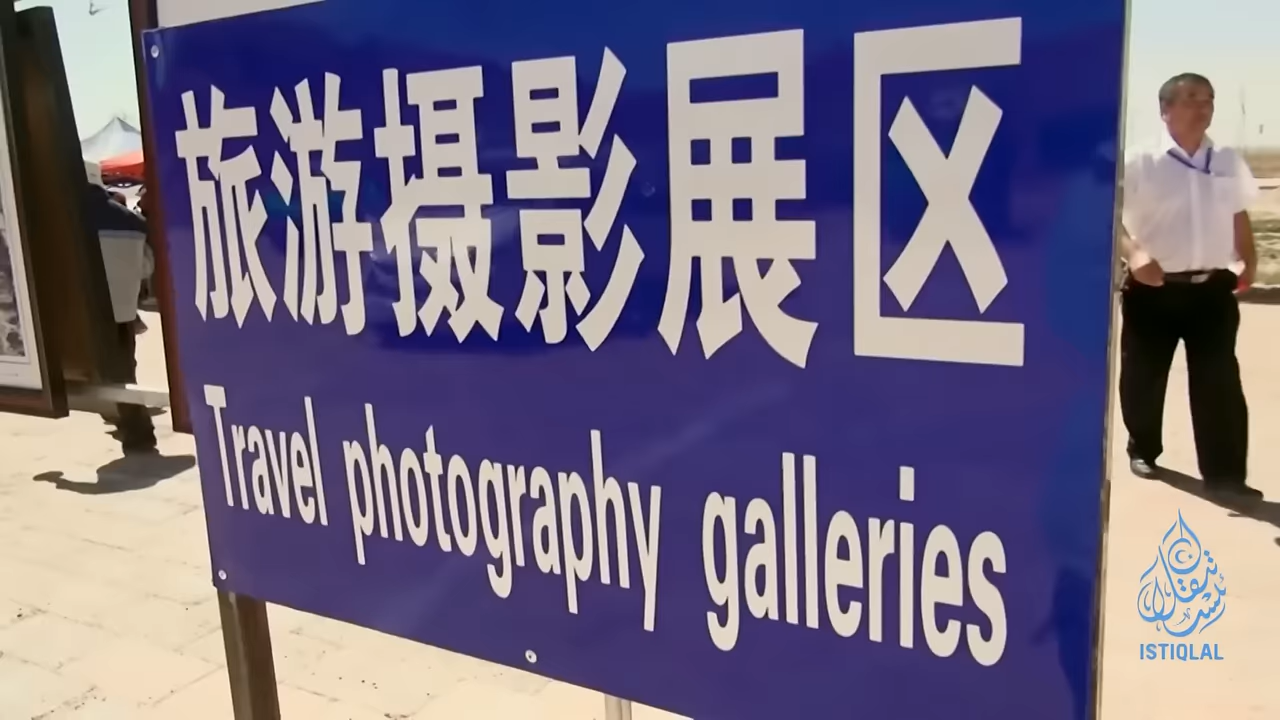 旅游摄影展区
Travel photography galleries
ISTIQLAL